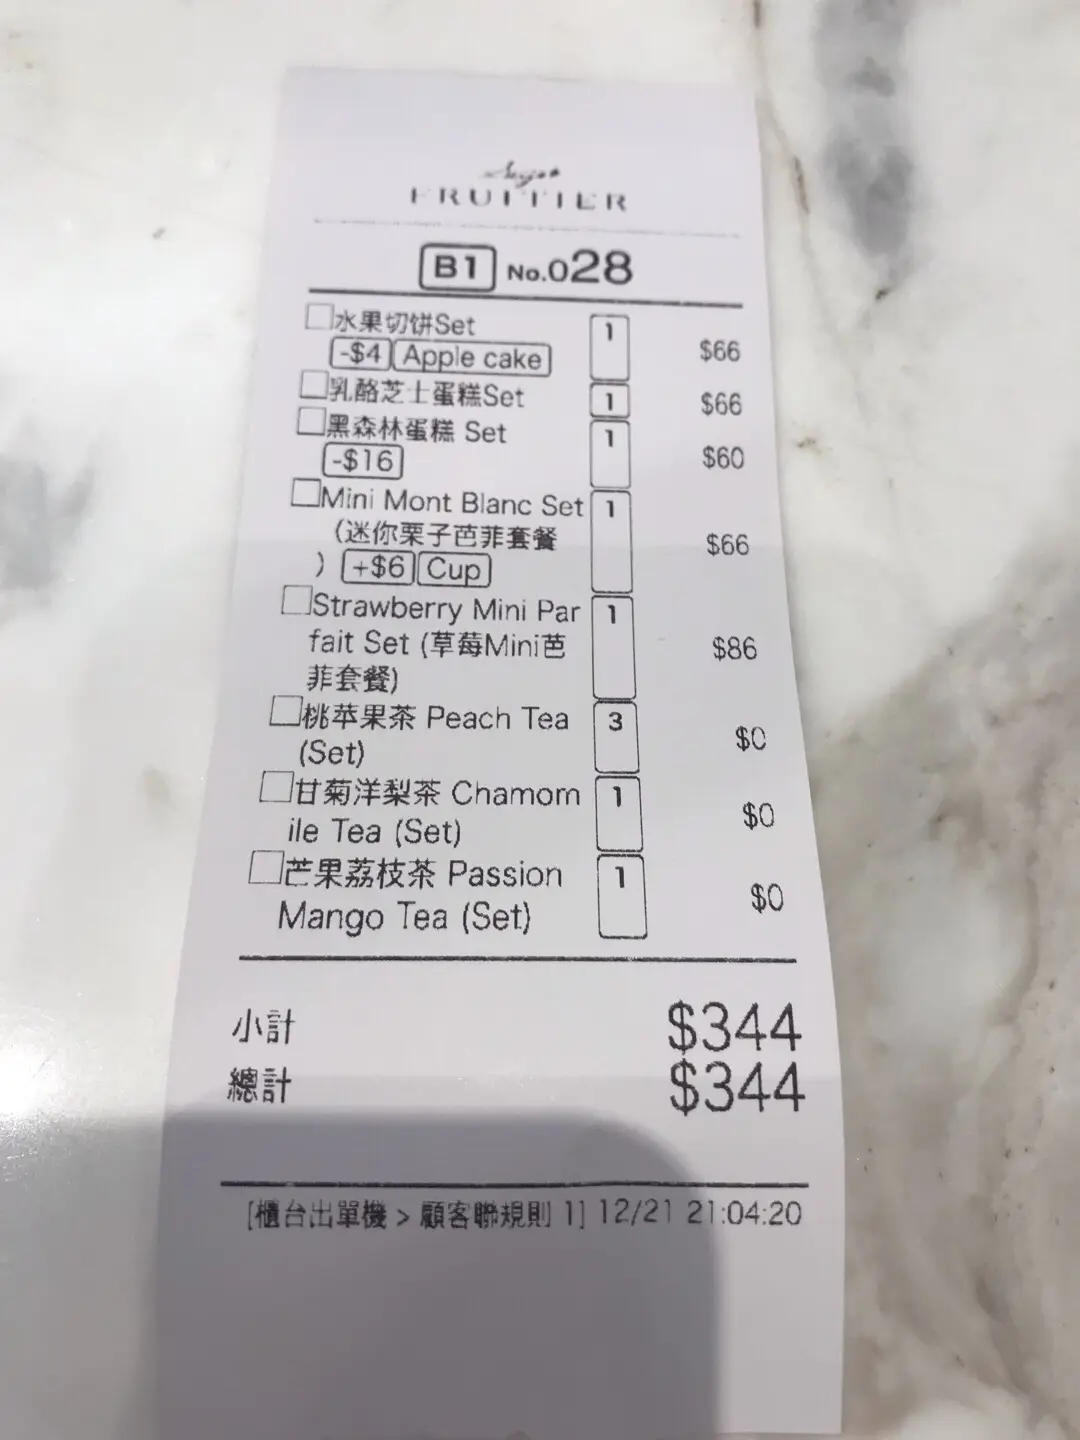 FRUITIER
B1 No.028
水果切饼Set 1 $66
-$4 Apple cake
乳酪芝士蛋糕Set 1 $66
黑森林蛋糕 Set 1 $60
-$16
Mini Mont Blanc Set 1 $66
(迷你栗子芭菲套餐
) +$6 Cup
Strawberry Mini Par 1 $86
fait Set (草莓Mini芭
菲套餐)
桃苹果茶 Peach Tea 3 $0
(Set)
甘菊洋梨茶 Chamom 1 $0
ile Tea (Set)
芒果荔枝茶 Passion 1 $0
Mango Tea (Set)
小計 $344
總計 $344
[櫃台出單機 > 顧客聯規則 1] 12/21 21:04:20